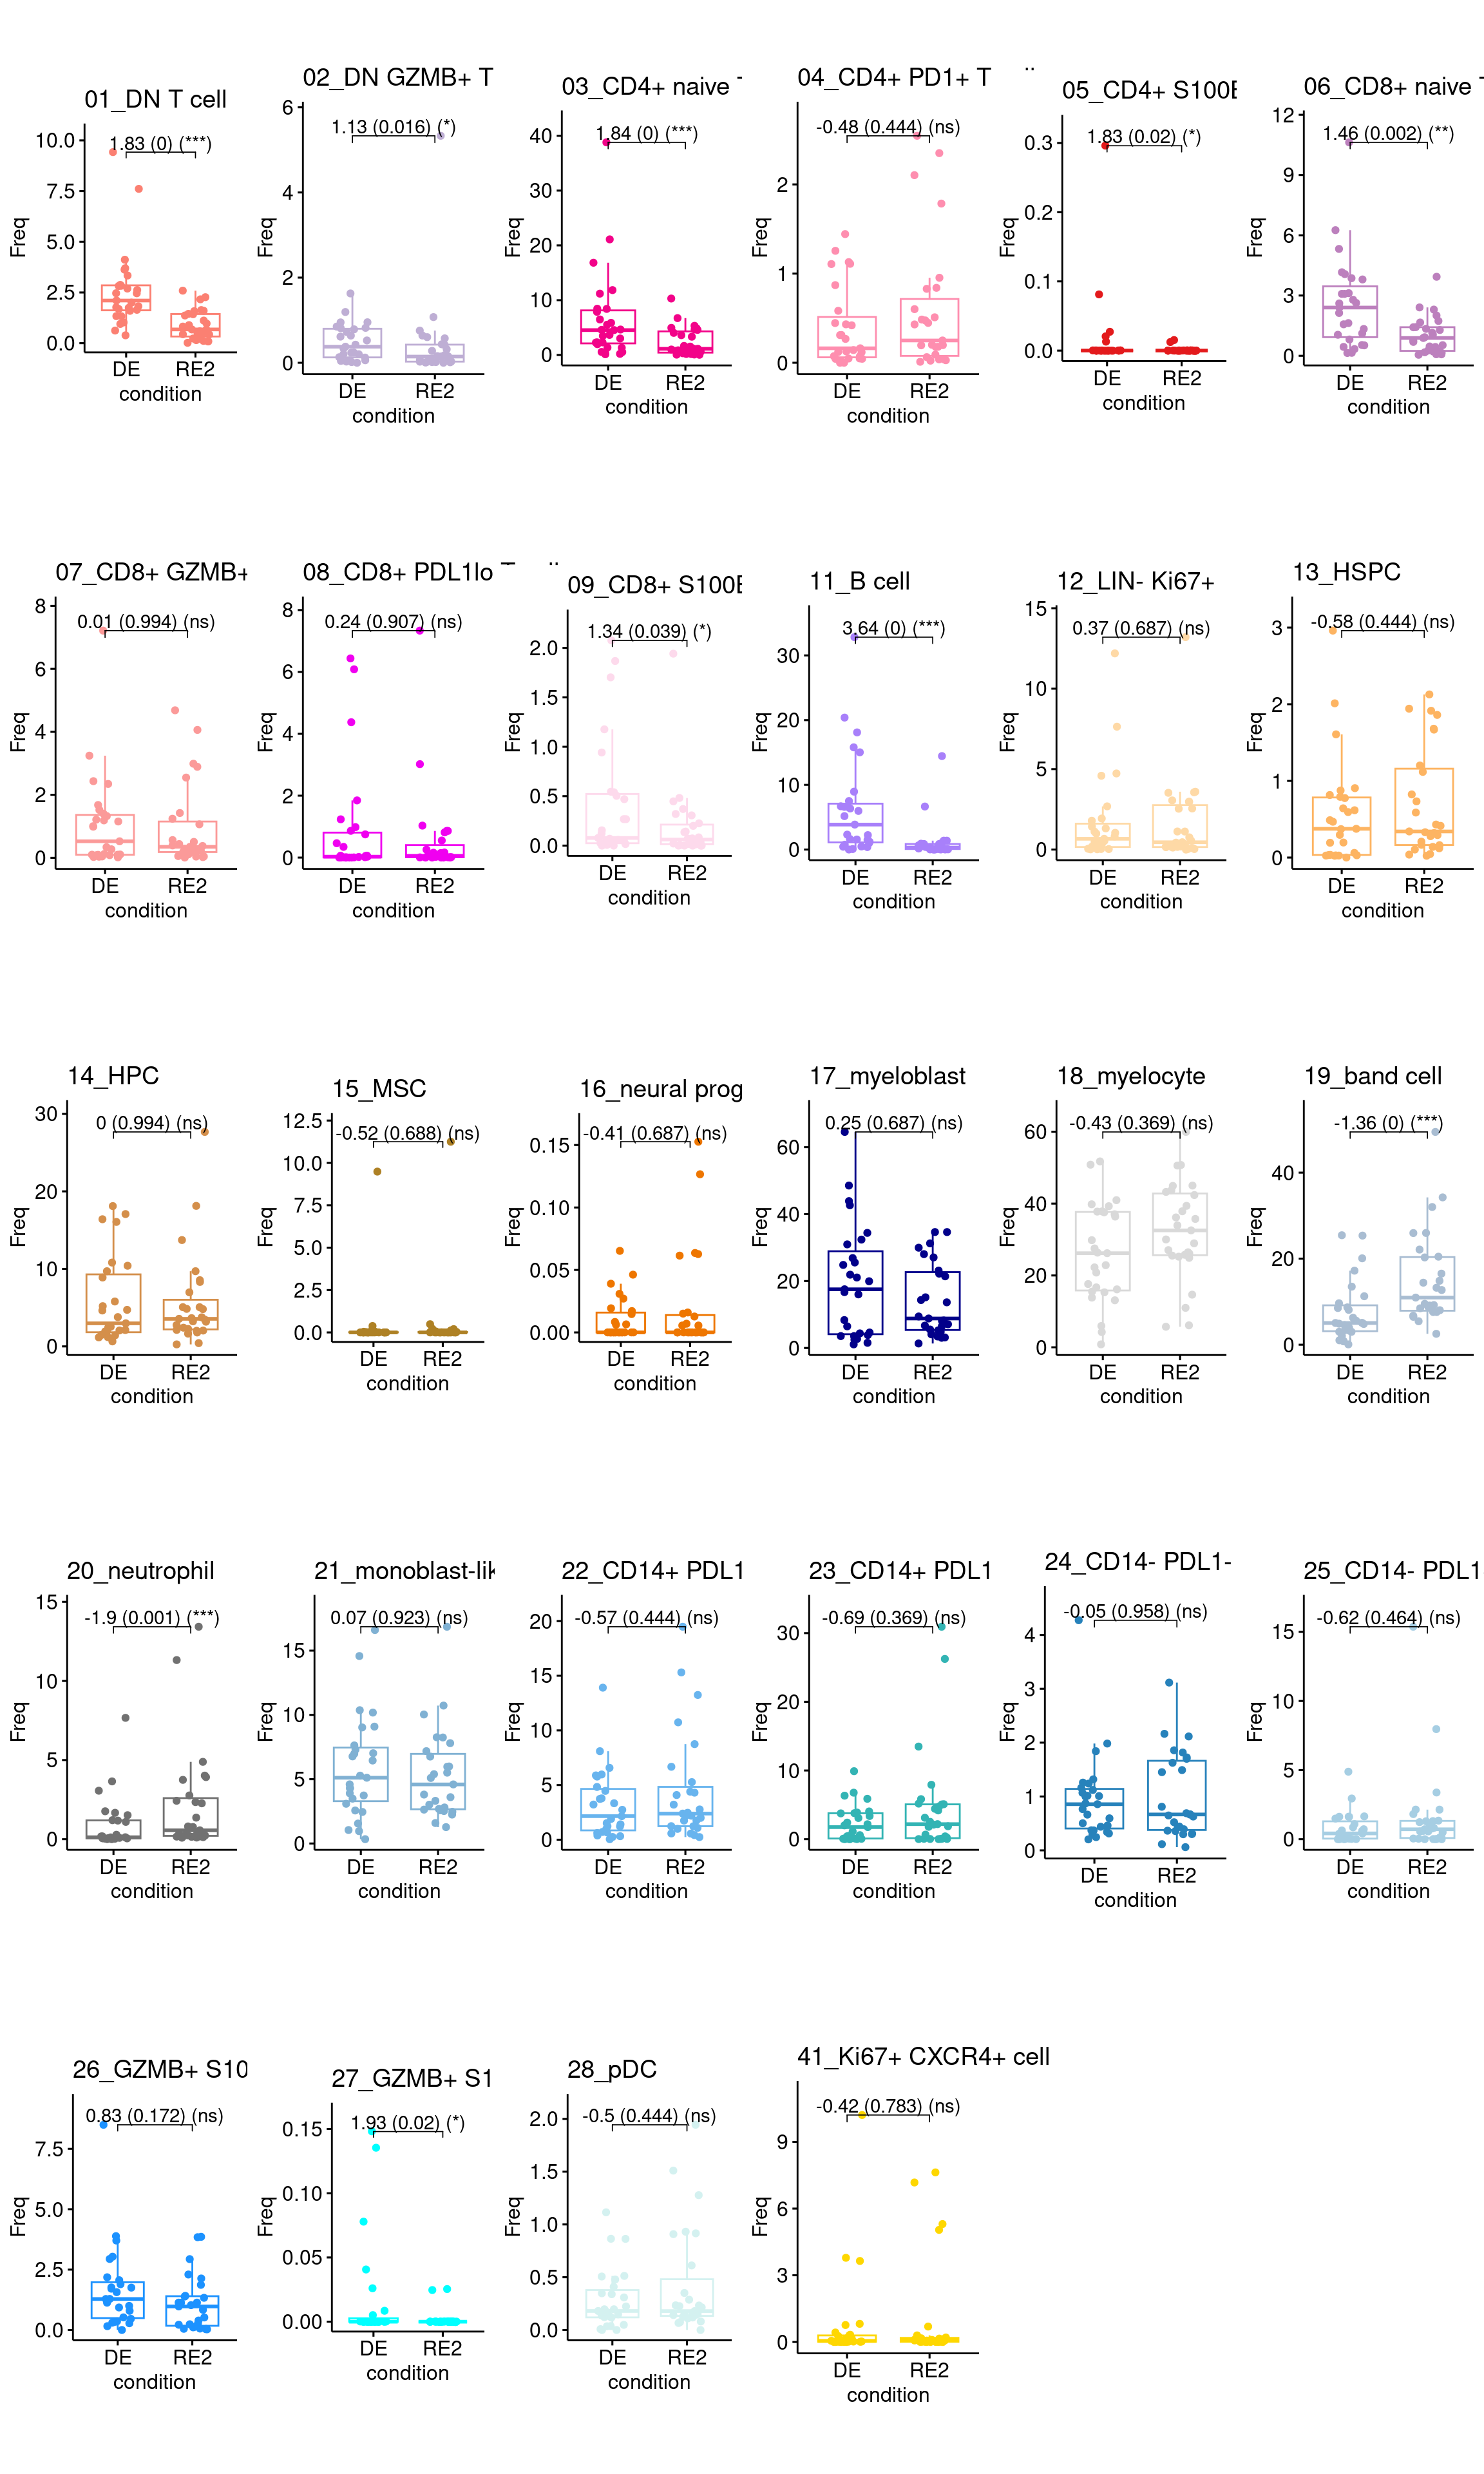 01_DN T cell
1.83 (0) (***)
10.0
7.5
5.0
2.5
0.0
Freq
DE RE2
condition
02_DN GZMB+ T
1.13 (0.016) (*)
6
4
2
0
Freq
DE RE2
condition
03_CD4+ naive
1.84 (0) (***)
40
30
20
10
0
Freq
DE RE2
condition
04_CD4+ PD1+ T
-0.48 (0.444) (ns)
2
1
0
Freq
DE RE2
condition
05_CD4+ S100
1.83 (0.02) (*)
0.3
0.2
0.1
0.0
Freq
DE RE2
condition
06_CD8+ naive
1.46 (0.002) (**)
12
9
6
3
0
Freq
DE RE2
condition
07_CD8+ GZMB+
0.01 (0.994) (ns)
8
6
4
2
0
Freq
DE RE2
condition
08_CD8+ PDL1lo
0.24 (0.907) (ns)
8
6
4
2
0
Freq
DE RE2
condition
09_CD8+ S100
1.34 (0.039) (*)
2.0
1.5
1.0
0.5
0.0
Freq
DE RE2
condition
11_B cell
3.64 (0) (***)
30
20
10
0
Freq
DE RE2
condition
12_LIN- Ki67+
0.37 (0.687) (ns)
15
10
5
0
Freq
DE RE2
condition
13_HSPC
-0.58 (0.444) (ns)
3
2
1
0
Freq
DE RE2
condition
14_HPC
0 (0.994) (ns)
30
20
10
0
Freq
DE RE2
condition
15_MSC
-0.52 (0.688) (ns)
12.5
10.0
7.5
5.0
2.5
0.0
Freq
DE RE2
condition
16_neural prog
-0.41 (0.687) (ns)
0.15
0.10
0.05
0.00
Freq
DE RE2
condition
17_myeloblast
0.25 (0.687) (ns)
60
40
20
0
Freq
DE RE2
condition
18_myelocyte
-0.43 (0.369) (ns)
60
40
20
0
Freq
DE RE2
condition
19_band cell
-1.36 (0) (***)
40
20
0
Freq
DE RE2
condition
20_neutrophil
-1.9 (0.001) (***)
15
10
5
0
Freq
DE RE2
condition
21_monoblast-lik
0.07 (0.923) (ns)
15
10
5
0
Freq
DE RE2
condition
22_CD14+ PDL1
-0.57 (0.444) (ns)
20
15
10
5
0
Freq
DE RE2
condition
23_CD14+ PDL1
-0.69 (0.369) (ns)
30
20
10
0
Freq
DE RE2
condition
24_CD14- PDL1-
-0.05 (0.958) (ns)
4
3
2
1
0
Freq
DE RE2
condition
25_CD14- PDL1
-0.62 (0.464) (ns)
15
10
5
0
Freq
DE RE2
condition
26_GZMB+ S10
0.83 (0.172) (ns)
7.5
5.0
2.5
0.0
Freq
DE RE2
condition
27_GZMB+ S1
1.93 (0.02) (*)
0.15
0.10
0.05
0.00
Freq
DE RE2
condition
28_pDC
-0.5 (0.444) (ns)
2.0
1.5
1.0
0.5
0.0
Freq
DE RE2
condition
41_Ki67+ CXCR4+ cell
-0.42 (0.783) (ns)
9
6
3
0
Freq
DE RE2
condition